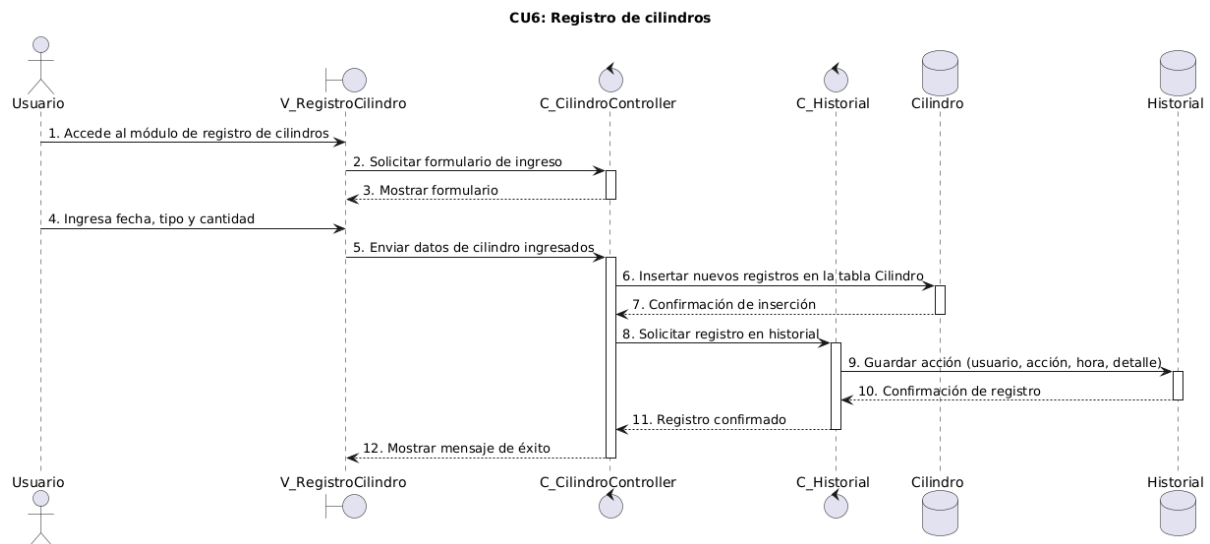 CU6: Registro de cilindros
Usuario
V_RegistroCilindro
C_CilindroController
C_Historial
Cilindro
Historial
1. Accede al módulo de registro de cilindros
2. Solicitar formulario de ingreso
3. Mostrar formulario
4. Ingresa fecha, tipo y cantidad
5. Enviar datos de cilindro ingresados
6. Insertar nuevos registros en la tabla Cilindro
7. Confirmación de inserción
8. Solicitar registro en historial
9. Guardar acción (usuario, acción, hora, detalle)
10. Confirmación de registro
11. Registro confirmado
12. Mostrar mensaje de éxito
Usuario
V_RegistroCilindro
C_CilindroController
C_Historial
Cilindro
Historial